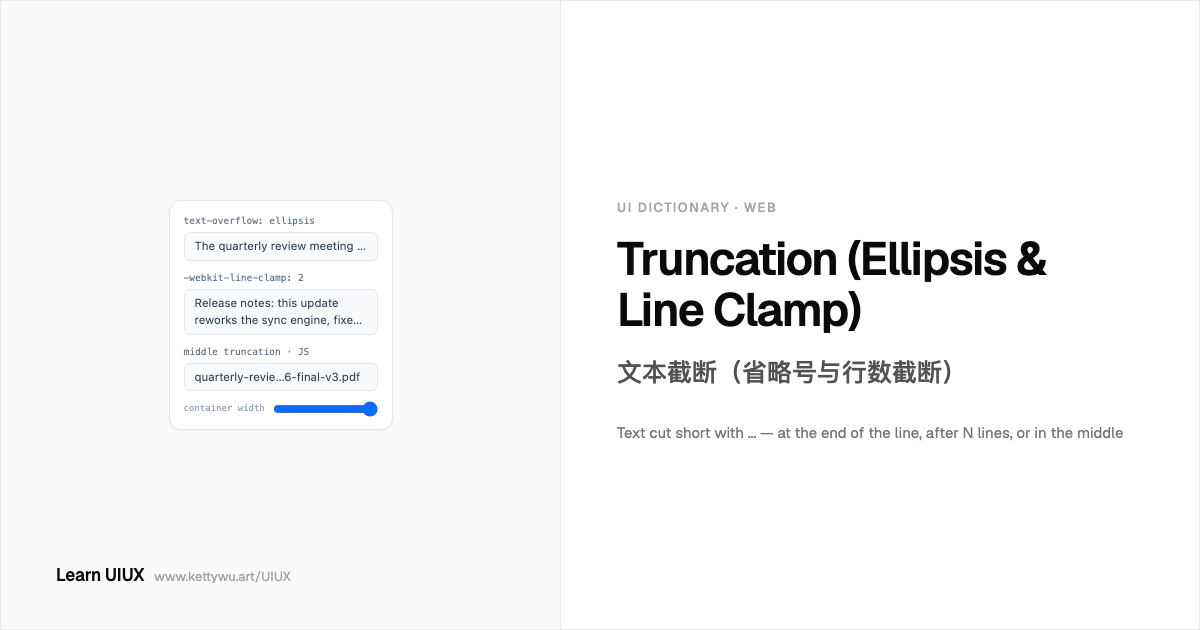 text-overflow: ellipsis
The quarterly review meeting …
-webkit-line-clamp: 2
Release notes: this update
reworks the sync engine, fixe…
middle truncation · JS
quarterly-revie…6-final-v3.pdf
container width
Learn UIUX www.kettywu.art/UIUX
UI DICTIONARY · WEB
Truncation (Ellipsis &
Line Clamp)
文本截断（省略号与行数截断）
Text cut short with … — at the end of the line, after N lines, or in the middle